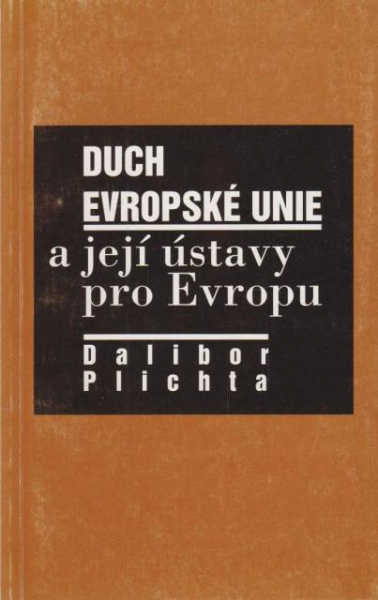 DUCH
EVROPSKÉ UNIE
a její ústavy
pro Evropu
Dalibor
Plichta